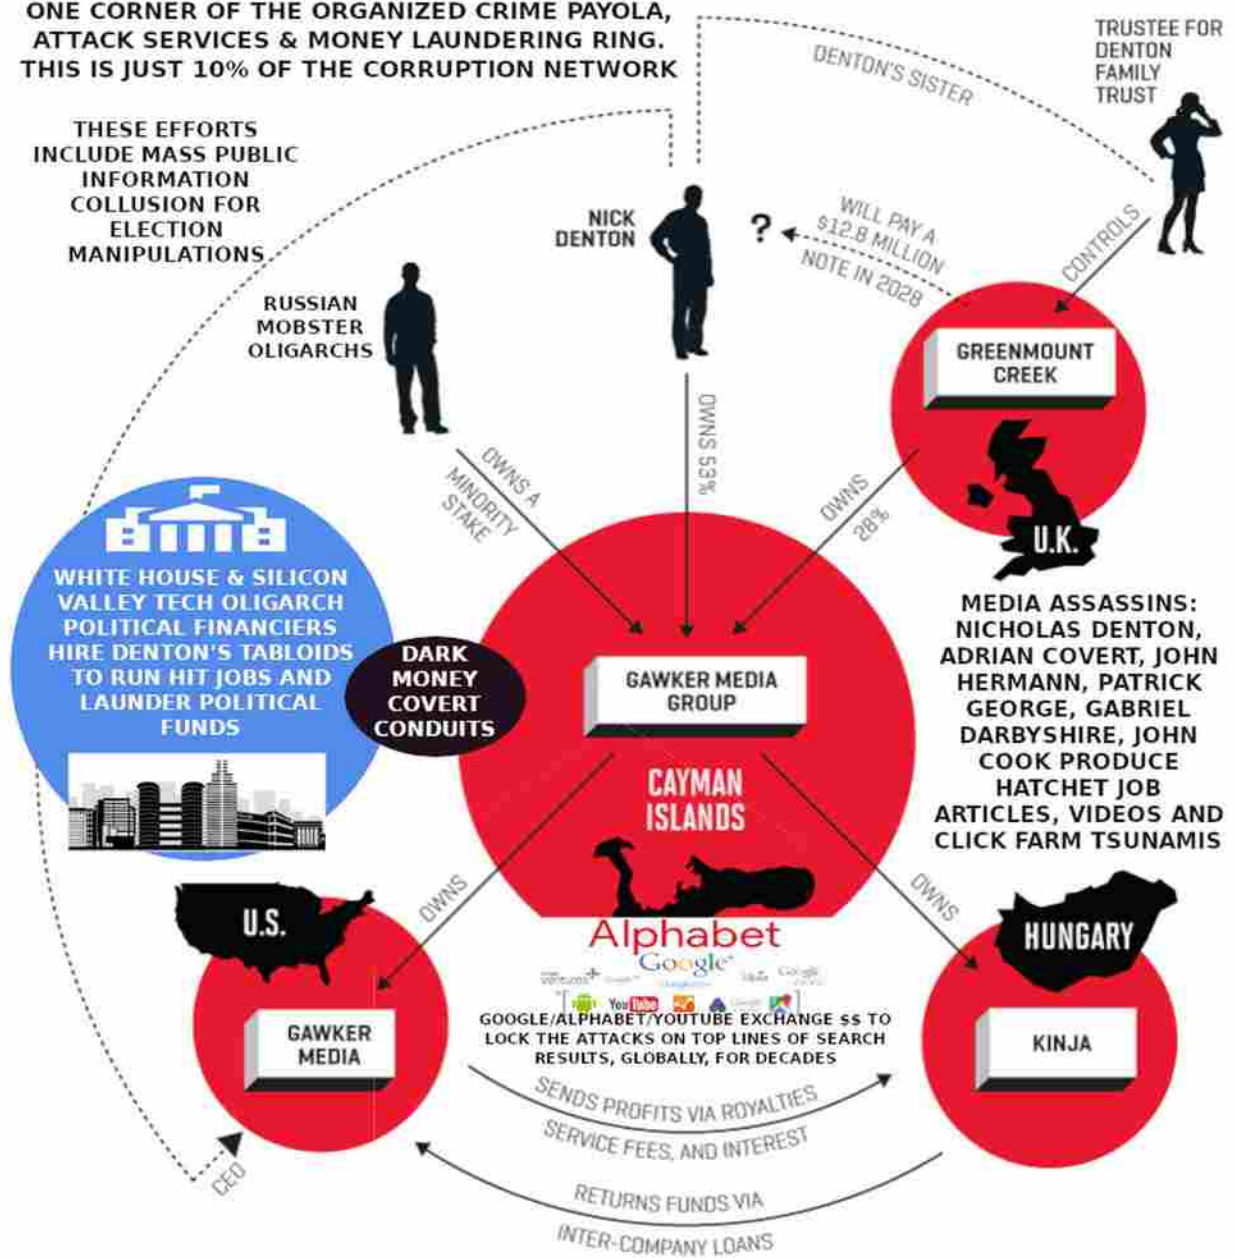 ONE CORNER OF THE ORGANIZED CRIME PAYOLA,
ATTACK SERVICES & MONEY LAUNDERING RING.
THIS IS JUST 10% OF THE CORRUPTION NETWORK
THESE EFFORTS
INCLUDE MASS PUBLIC
INFORMATION
COLLUSION FOR
ELECTION
MANIPULATIONS
DENTON'S SISTER
TRUSTEE FOR
DENTON
FAMILY
TRUST
NICK
DENTON
?
WILL PAY A
$12.8 MILLION
NOTE IN 2028
CONTROLS
RUSSIAN
MOBSTER
OLIGARCHS
GREENMOUNT
CREEK
U.K.
OWNS A
MINORITY
STAKE
OWNS 53%
OWNS
28%
WHITE HOUSE & SILICON
VALLEY TECH OLIGARCH
POLITICAL FINANCIERS
HIRE DENTON'S TABLOIDS
TO RUN HIT JOBS AND
LAUNDER POLITICAL
FUNDS
DARK
MONEY
COVERT
CONDUITS
GAWKER MEDIA
GROUP
CAYMAN
ISLANDS
MEDIA ASSASSINS:
NICHOLAS DENTON,
ADRIAN COVERT, JOHN
HERMANN, PATRICK
GEORGE, GABRIEL
DARBYSHIRE, JOHN
COOK PRODUCE
HATCHET JOB
ARTICLES, VIDEOS AND
CLICK FARM TSUNAMIS
OWNS
OWNS
U.S.
HUNGARY
Alphabet
Google
YouTube
GOOGLE/ALPHABET/YOUTUBE EXCHANGE $$ TO
LOCK THE ATTACKS ON TOP LINES OF SEARCH
RESULTS, GLOBALLY, FOR DECADES
GAWKER
MEDIA
KINJA
SENDS PROFITS VIA ROYALTIES
SERVICE FEES, AND INTEREST
CEO
RETURNS FUNDS VIA
INTER-COMPANY LOANS